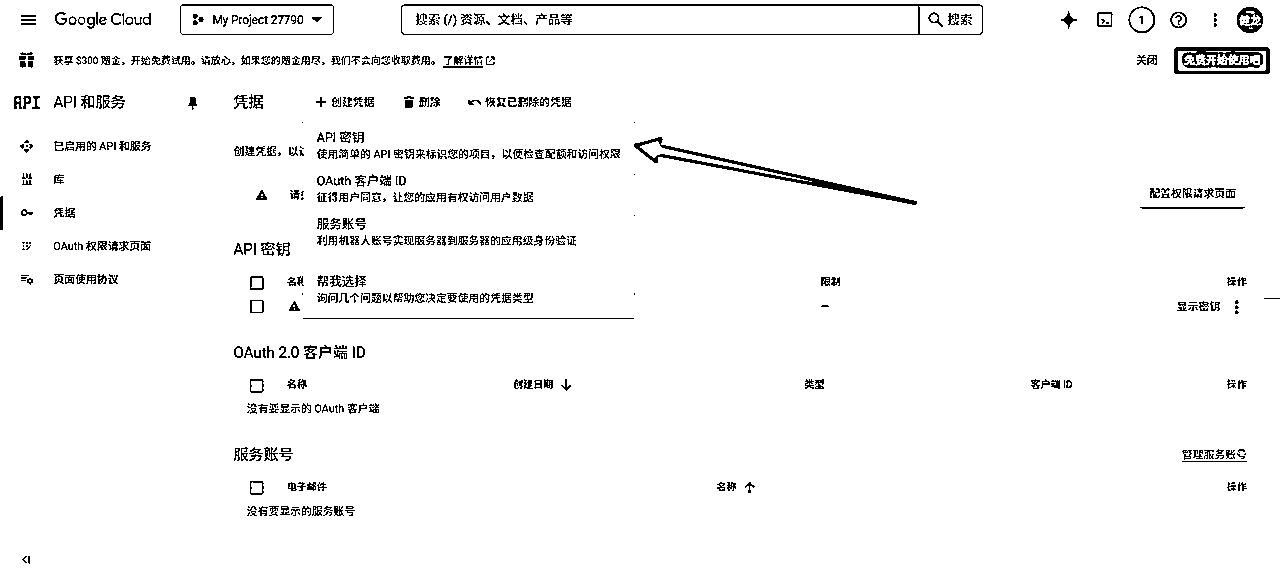 Google Cloud
My Project 27790
搜索 (/) 资源、文档、产品等
搜索
1
获享 $300 赠金，开始免费试用。请放心，如果您的赠金用尽，我们不会向您收取费用。 了解详情
关闭
免费开始使用吧
API API 和服务
凭据
创建凭据
删除
恢复已删除的凭据
已启用的 API 和服务
库
凭据
OAuth 权限请求页面
页面使用协议
创建凭据，以
API 密钥
使用简单的 API 密钥来标识您的项目，以便检查配额和访问权限
OAuth 客户端 ID
征得用户同意，让您的应用有权访问用户数据
服务账号
利用机器人账号实现服务器到服务器的应用级身份验证
帮我选择
询问几个问题以帮助您决定要使用的凭据类型
配置权限请求页面
API 密钥
限制
操作
–
显示密钥
OAuth 2.0 客户端 ID
名称
创建日期
类型
客户端 ID
操作
没有要显示的 OAuth 客户端
服务账号
管理服务账号
电子邮件
名称
操作
没有要显示的服务账号